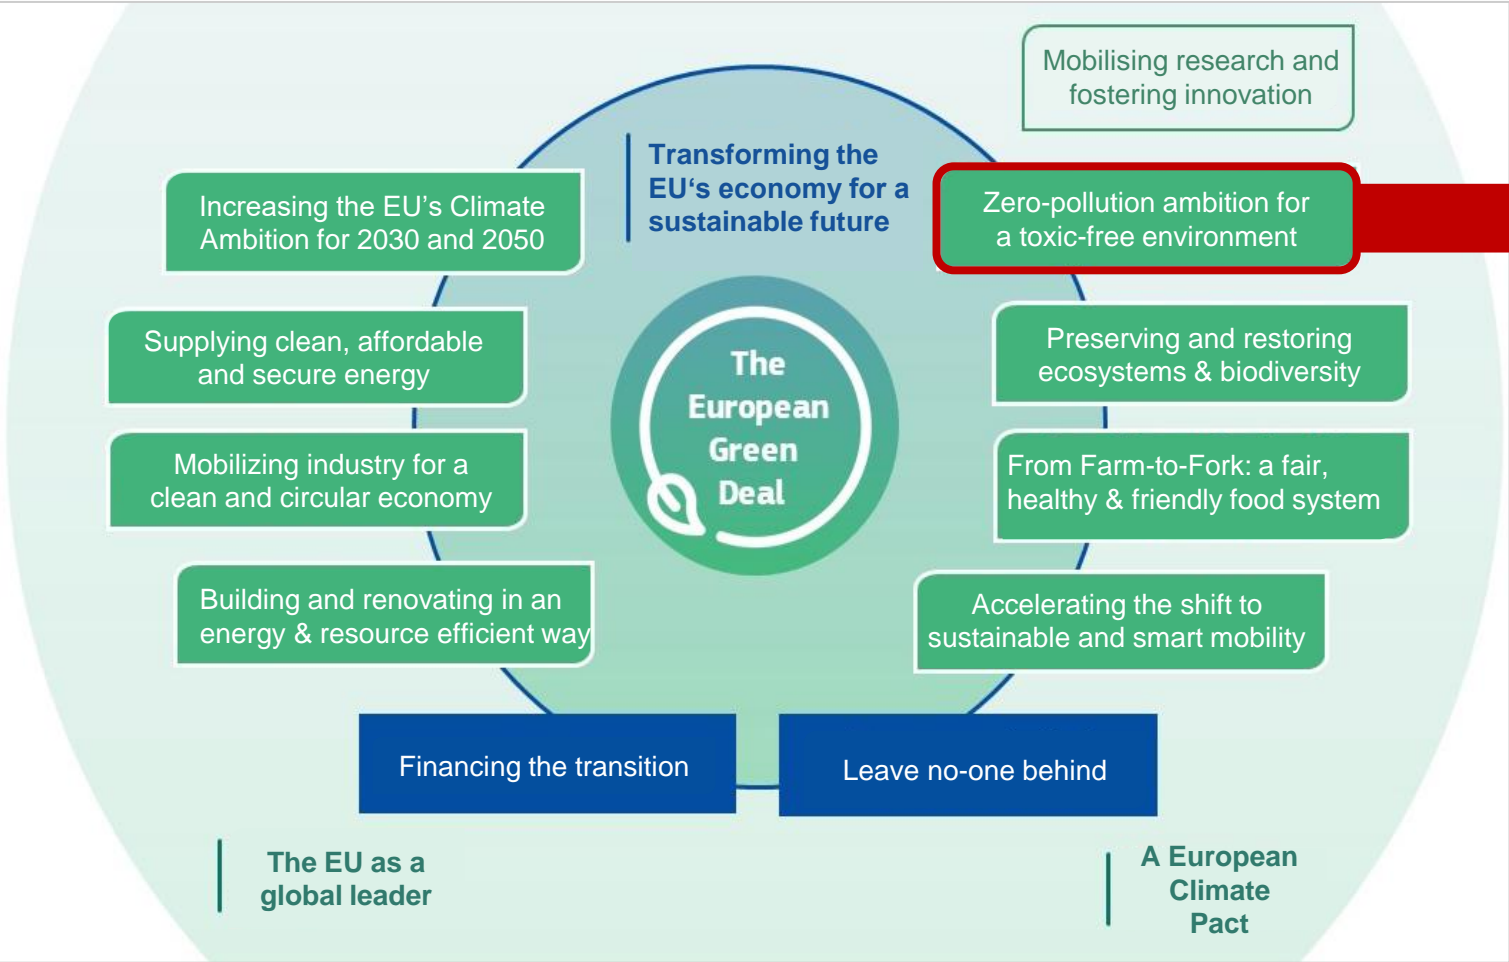 Mobilising research and
fostering innovation
Transforming the
EU‘s economy for a
sustainable future
Increasing the EU’s Climate
Ambition for 2030 and 2050
Zero-pollution ambition for
a toxic-free environment
Supplying clean, affordable
and secure energy
Preserving and restoring
ecosystems & biodiversity
The
European
Green
Deal
Mobilizing industry for a
clean and circular economy
From Farm-to-Fork: a fair,
healthy & friendly food system
Building and renovating in an
energy & resource efficient way
Accelerating the shift to
sustainable and smart mobility
Financing the transition
Leave no-one behind
The EU as a
global leader
A European
Climate
Pact